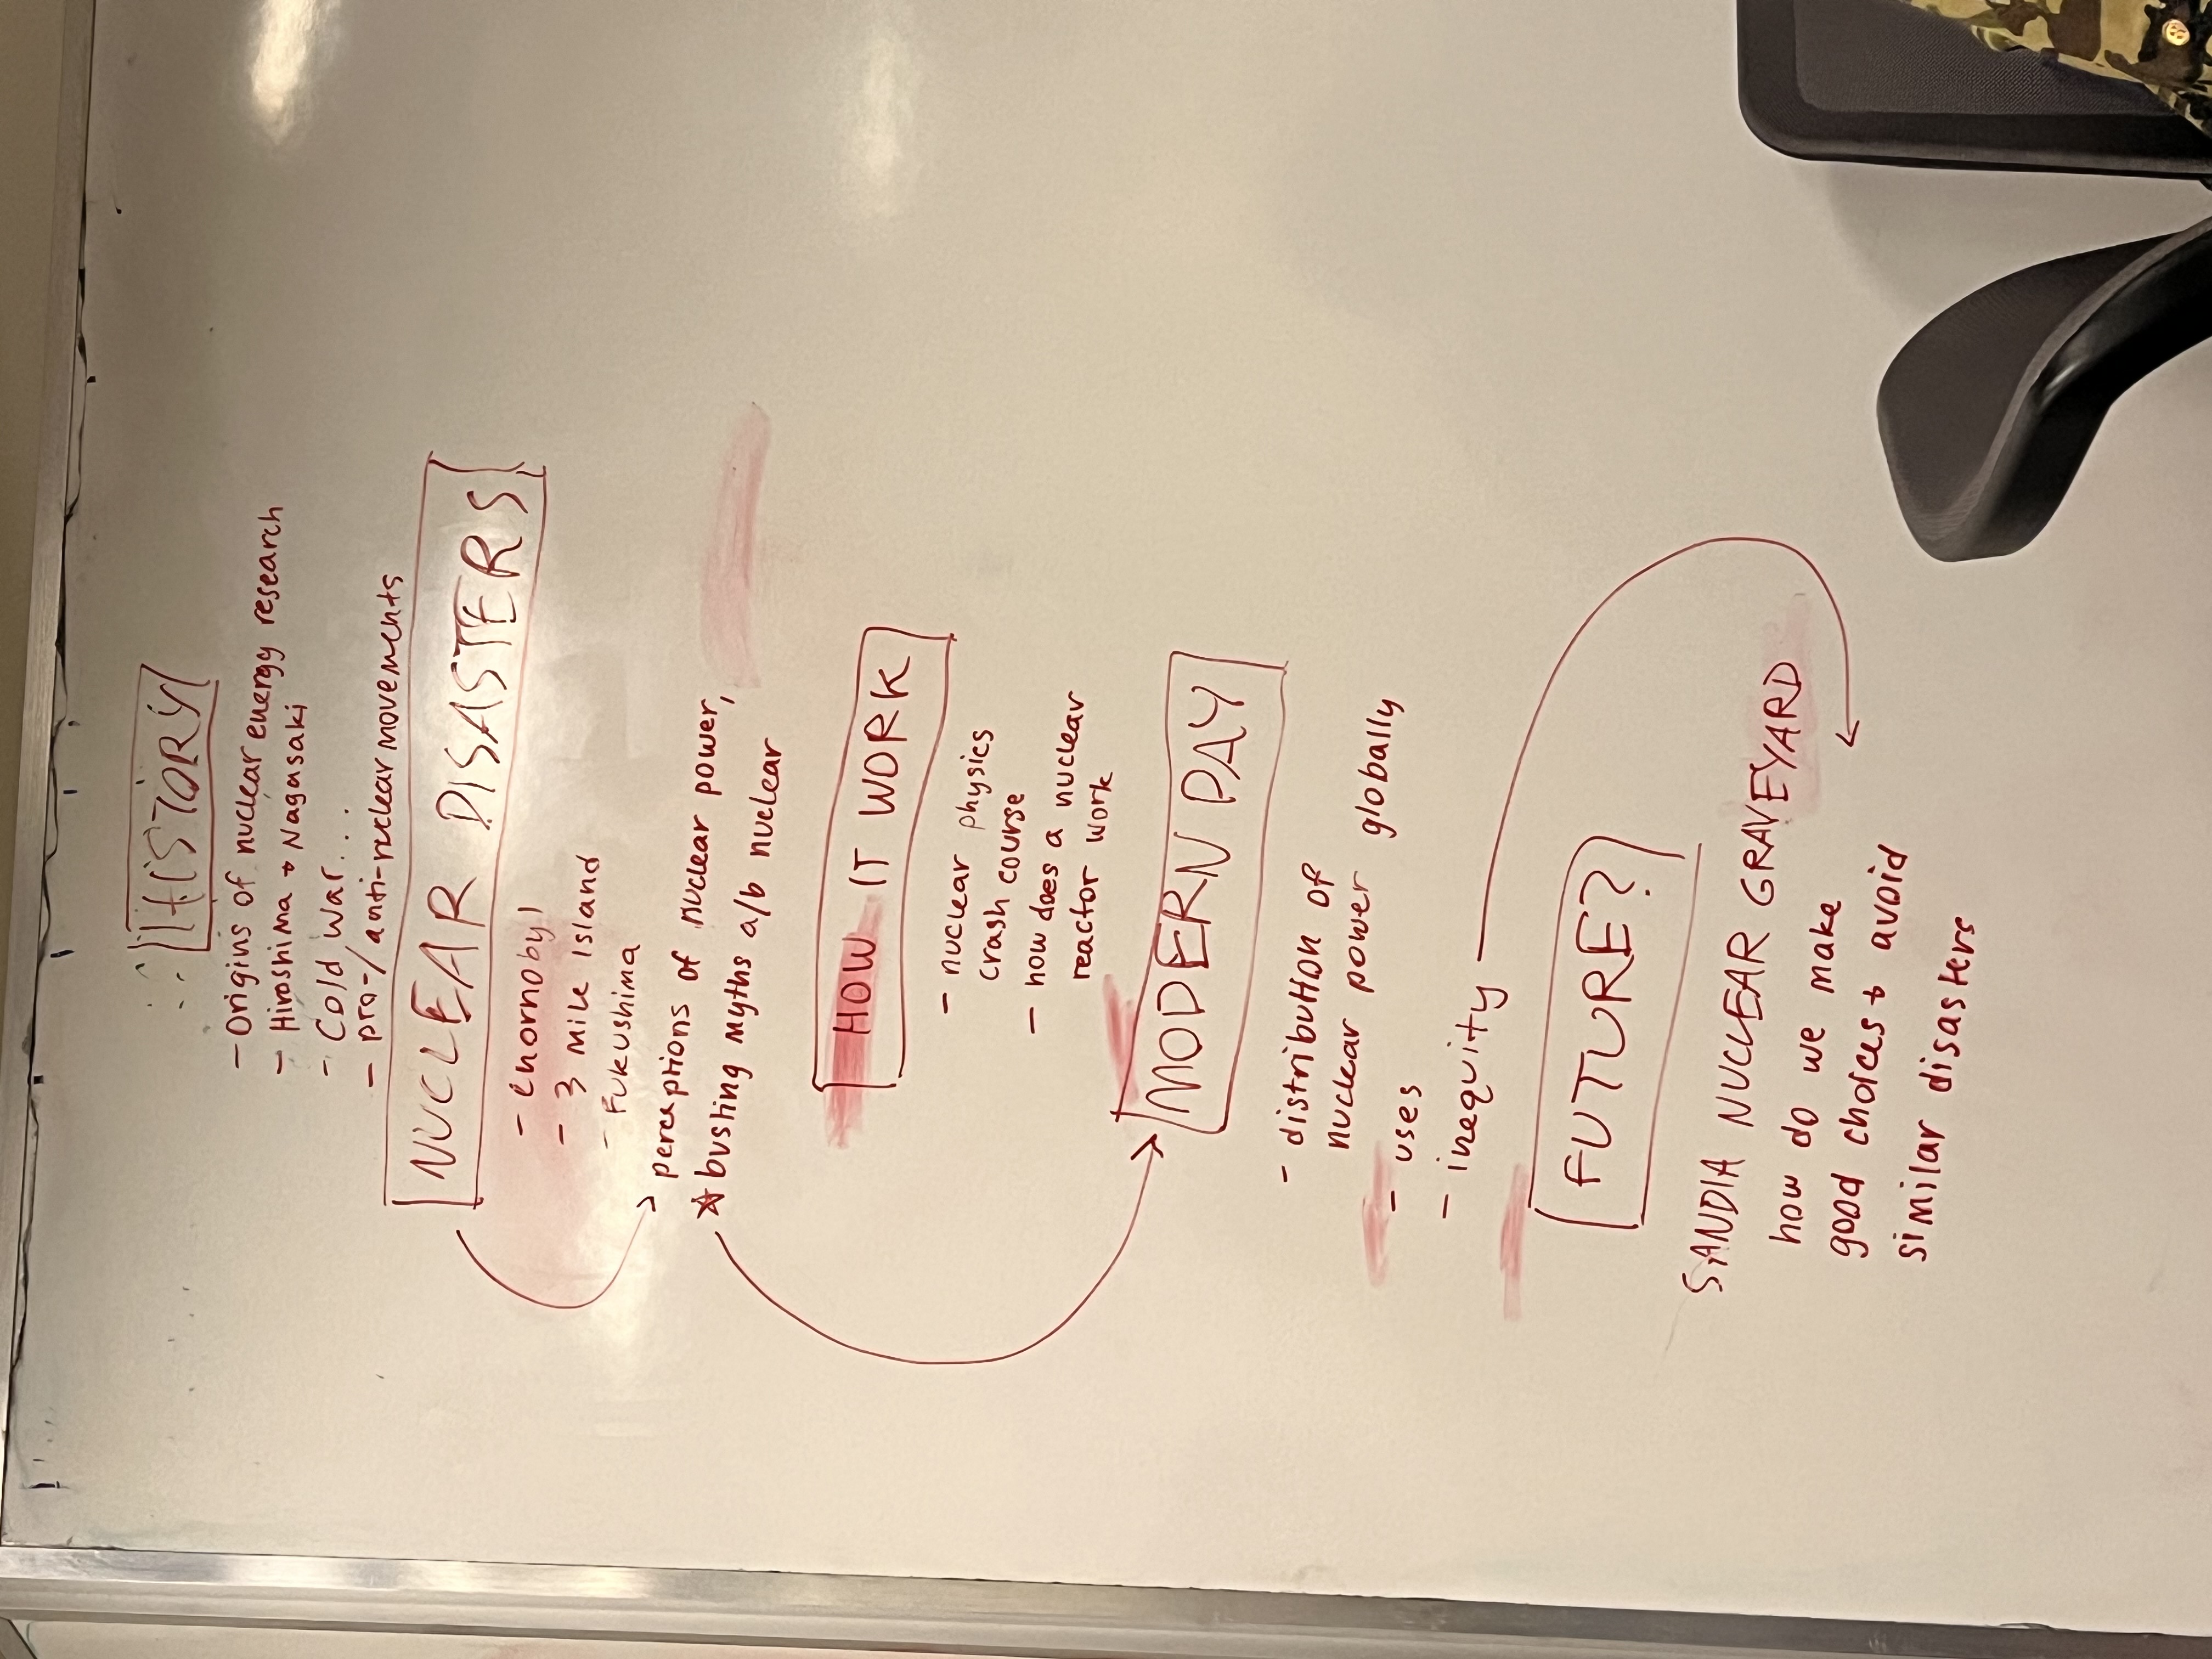 HISTORY
- Origins of nuclear energy research
- Hiroshima + Nagasaki
- Cold War...
- pro-/anti-nuclear movements
NUCLEAR DISASTERS
- Chornobyl
- 3 Mile Island
- Fukushima
→ perceptions of nuclear power,
☆ busting myths a/b nuclear
HOW IT WORK
- nuclear physics
crash course
- how does a nuclear
reactor work
MODERN DAY
- distribution of
nuclear power globally
- uses
- inequity
FUTURE?
SANDIA NUCLEAR GRAVEYARD
how do we make
good choices + avoid
similar disasters